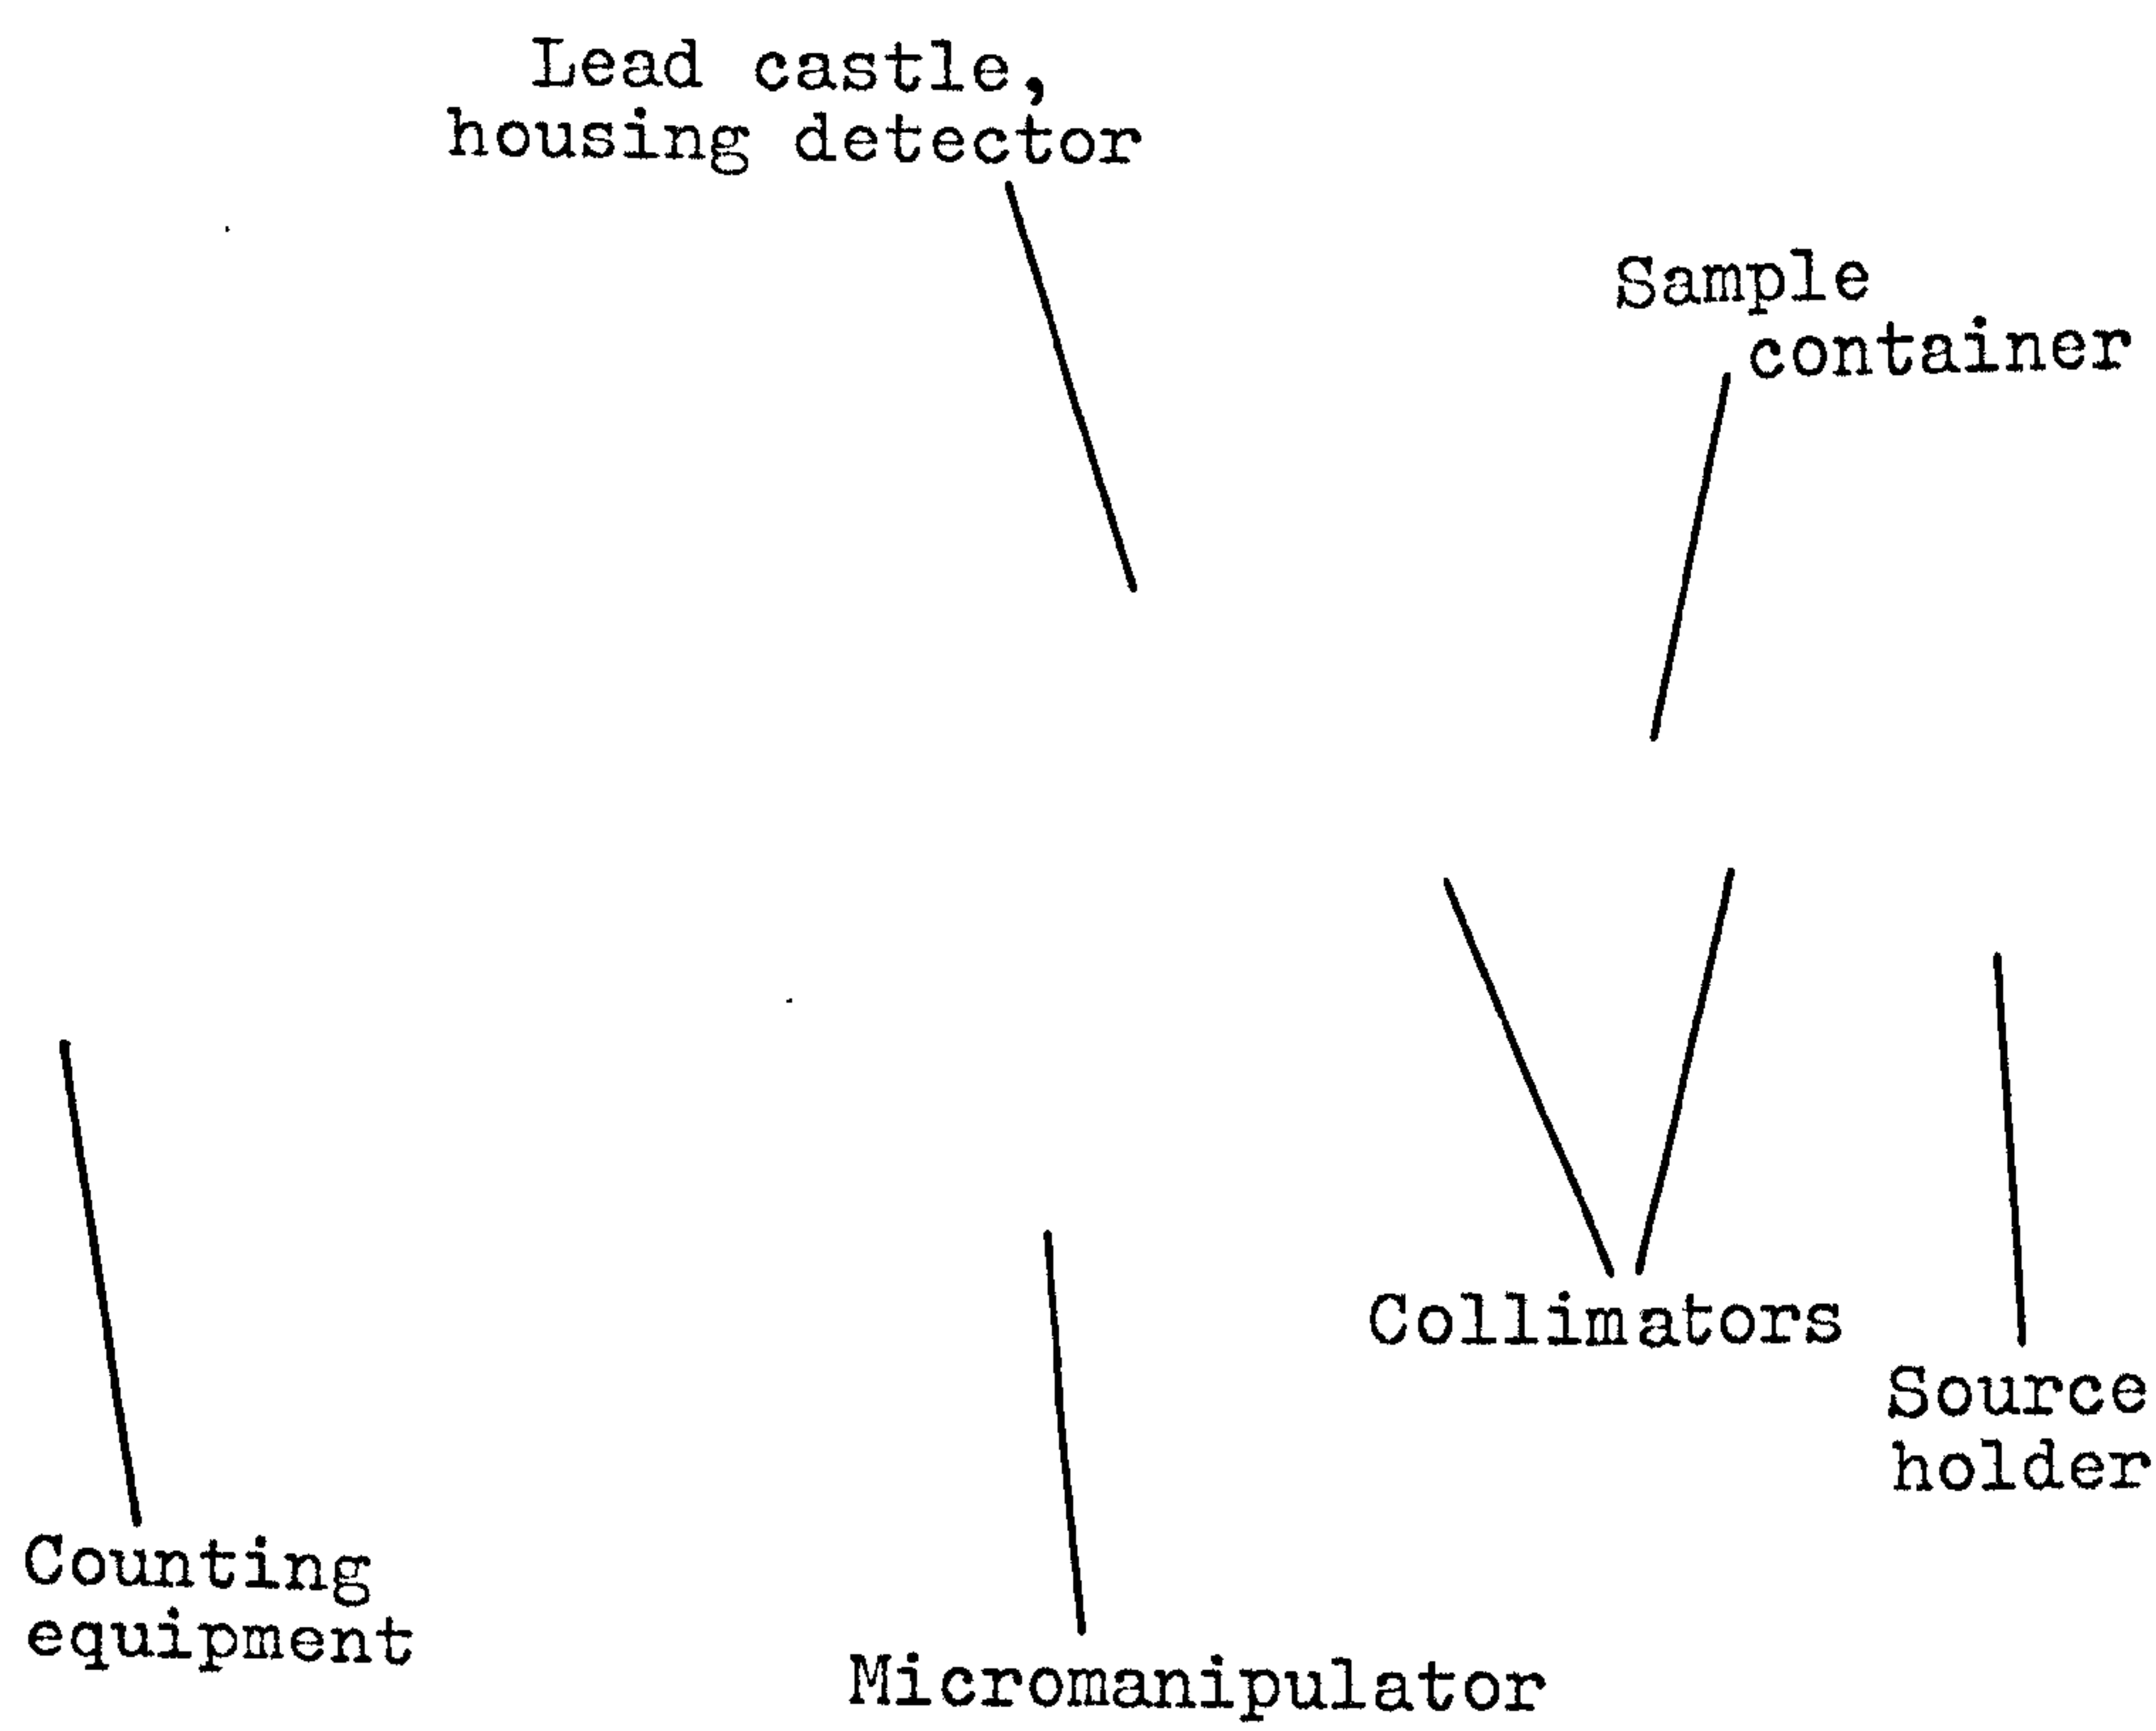 Lead castle,
housing detector
Sample
container
Collimators
Source
holder
Counting
equipment
Micromanipulator